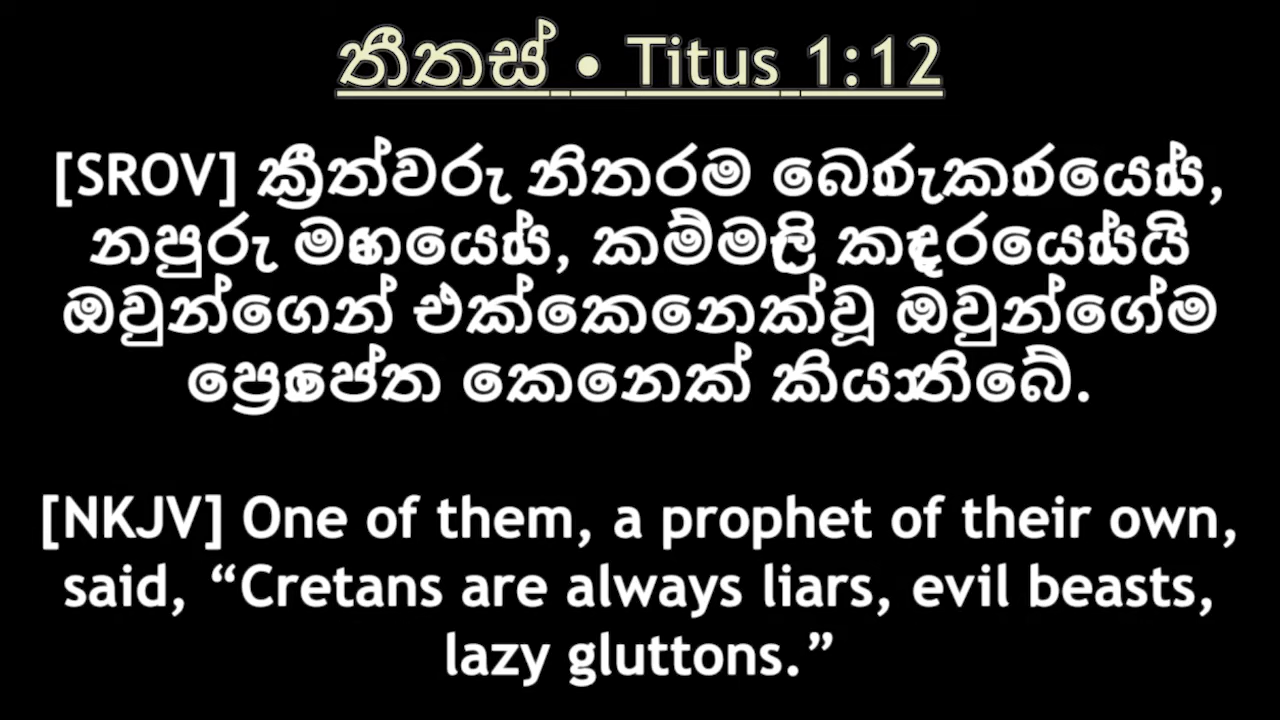 තීතස් • Titus 1:12
[SROV] ක්‍රීත්වරු නිතරම බොරුකාරයෝය,
නපුරු මෘගයෝය, කම්මැලි කෑදරයෝයයි
ඔවුන්ගෙන් එක්කෙනෙක්වූ ඔවුන්ගේම
ප්‍රොපේත කෙනෙක් කියා තිබේ.
[NKJV] One of them, a prophet of their own,
said, “Cretans are always liars, evil beasts,
lazy gluttons.”